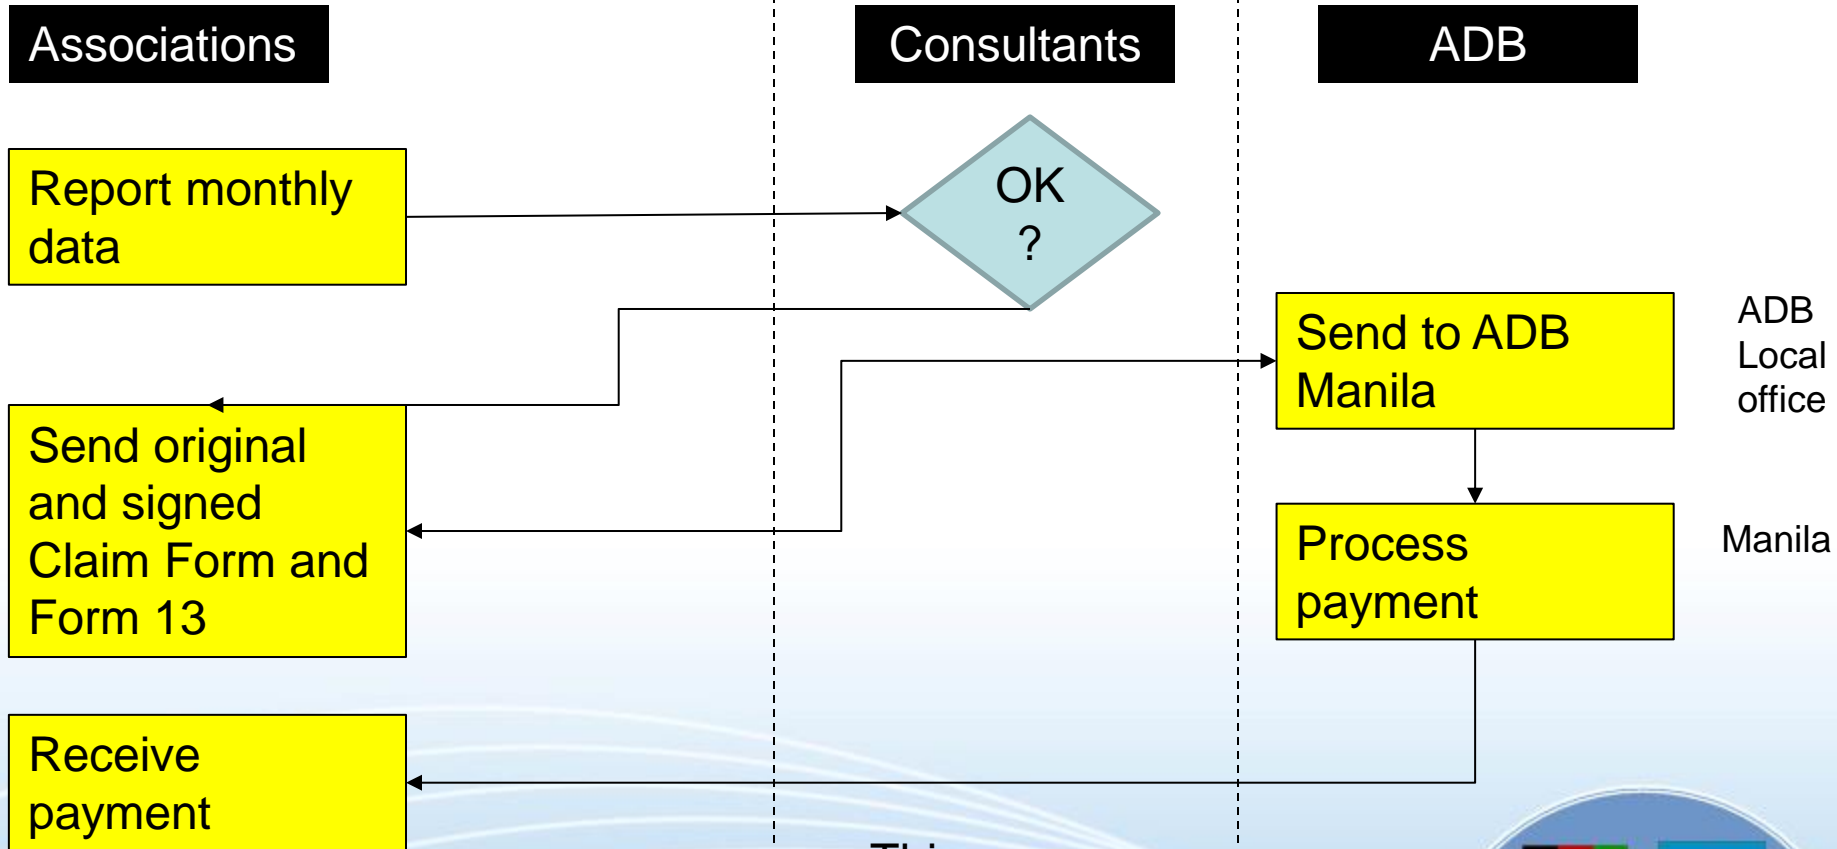 Associations
Consultants
ADB
Report monthly
data
OK
?
Send to ADB
Manila
ADB
Local
office
Send original
and signed
Claim Form and
Form 13
Process
payment
Manila
Receive
payment